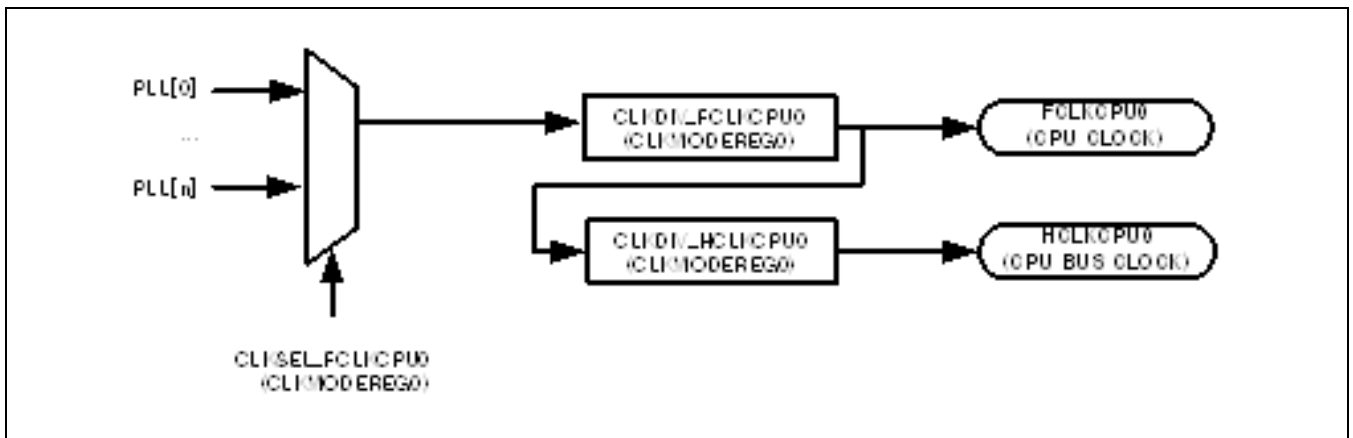 PLL[0]
...
PLL[n]
CLKSEL_FCLKCPU0
(CLKMODEREG0)
CLKDIV_FCLKCPU0
(CLKMODEREG0)
FCLKCPU0
(CPU CLOCK)
CLKDIV_HCLKCPU0
(CLKMODEREG0)
HCLKCPU0
(CPU BUS CLOCK)